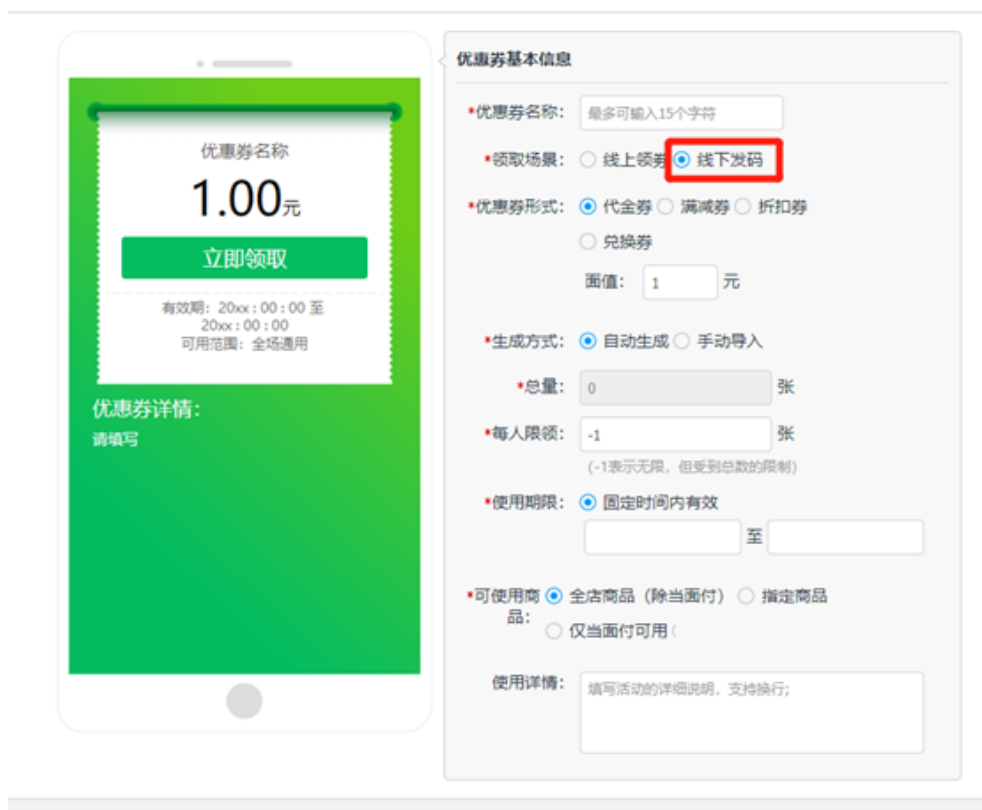 优惠券名称
1.00元
立即领取
有效期：20xx：00：00 至
20xx：00：00
可用范围：全场通用
优惠券详情：
请填写
优惠券基本信息
*优惠券名称： 最多可输入15个字符
*领取场景： 线上领券 线下发码
*优惠券形式： 代金券 满减券 折扣券
兑换券
面值： 1 元
*生成方式： 自动生成 手动导入
*总量： 0 张
*每人限领： -1 张
(-1表示无限，但受到总数的限制)
*使用期限： 固定时间内有效
至
*可使用商 全店商品（除当面付） 指定商品
品： 仅当面付可用（
使用详情： 填写活动的详细说明，支持换行;